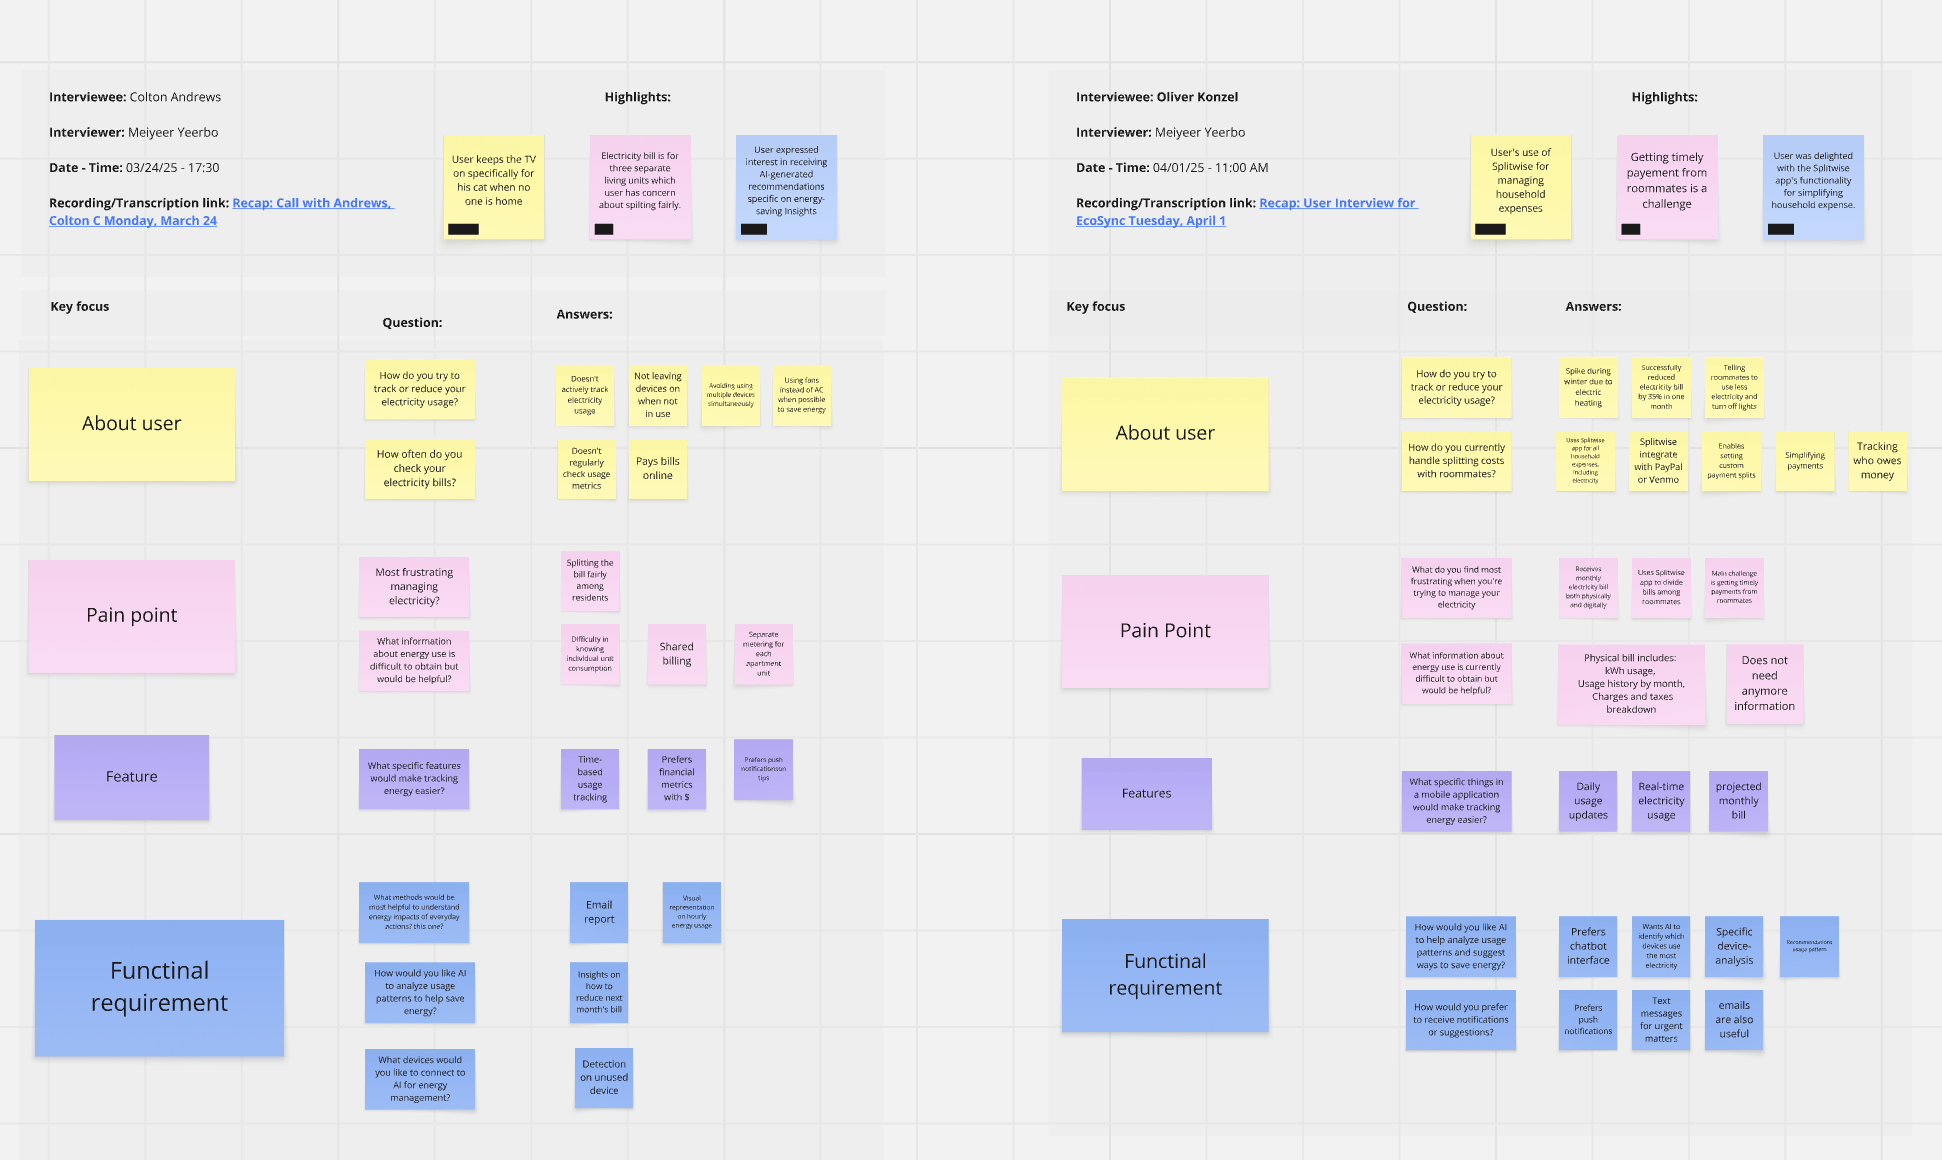 Interviewee: Colton Andrews
Interviewer: Meiyeer Yeerbo
Date - Time: 03/24/25 - 17:30
Recording/Transcription link: Recap: Call with Andrews,
Colton C Monday, March 24
Highlights:
User keeps the TV
on specifically for
his cat when no
one is home
Electricity bill is for
three separate
living units which
user has concern
about spilting fairly.
User expressed
interest in receiving
AI-generated
recommendations
specific on energy-
saving insights
Key focus
Question:
Answers:
About user
How do you try to
track or reduce your
electricity usage?
Doesn't
actively track
electricity
usage
Not leaving
devices on
when not
in use
Avoiding using
multiple devices
simultaneously
Using fans
instead of AC
when possible
to save energy
How often do you
check your
electricity bills?
Doesn't
regularly
check usage
metrics
Pays bills
online
Pain point
Most frustrating
managing
electricity?
Splitting the
bill fairly
among
residents
What information
about energy use is
difficult to obtain but
would be helpful?
Difficulty in
knowing
individual unit
consumption
Shared
billing
Separate
metering for
each
apartment
unit
Feature
What specific features
would make tracking
energy easier?
Time-
based
usage
tracking
Prefers
financial
metrics
with $
Prefers push
notificationson
tips
Functinal
requirement
What methods would be
most helpful to understand
energy impacts of everyday
actions? this one?
Email
report
Visual
representation
on hourly
energy usage
How would you like AI
to analyze usage
patterns to help save
energy?
Insights on
how to
reduce next
month's bill
What devices would
you like to connect to
AI for energy
management?
Detection
on unused
device
Interviewee: Oliver Konzel
Interviewer: Meiyeer Yeerbo
Date - Time: 04/01/25 - 11:00 AM
Recording/Transcription link: Recap: User Interview for
EcoSync Tuesday, April 1
Highlights:
User's use of
Splitwise for
managing
household
expenses
Getting timely
payement from
roommates is a
challenge
User was delighted
with the Splitwise
app's functionality
for simplifying
household expense.
Key focus
Question:
Answers:
About user
How do you try to
track or reduce your
electricity usage?
Spike during
winter due to
electric
heating
Successfully
reduced
electricity bill
by 35% in one
month
Telling
roommates to
use less
electricity and
turn off lights
How do you currently
handle splitting costs
with roommates?
Uses Splitwise
app for all
household
expenses,
including
electricity
Splitwise
integrate
with PayPal
or Venmo
Enables
setting
custom
payment splits
Simplifying
payments
Tracking
who owes
money
Pain Point
What do you find most
frustrating when you're
trying to manage your
electricity
Receives
monthly
electricity bill
both physically
and digitally
Uses Splitwise
app to divide
bills among
roommates
Main challenge
is getting timely
payments from
roommates
What information about
energy use is currently
difficult to obtain but
would be helpful?
Physical bill includes:
kWh usage,
Usage history by month,
Charges and taxes
breakdown
Does not
need
anymore
information
Features
What specific things in
a mobile application
would make tracking
energy easier?
Daily
usage
updates
Real-time
electricity
usage
projected
monthly
bill
Functinal
requirement
How would you like AI
to help analyze usage
patterns and suggest
ways to save energy?
Prefers
chatbot
interface
Wants AI to
identify which
devices use
the most
electricity
Specific
device-
analysis
Recommendations
usage pattern
How would you prefer
to receive notifications
or suggestions?
Prefers
push
notifications
Text
messages
for urgent
matters
emails
are also
useful